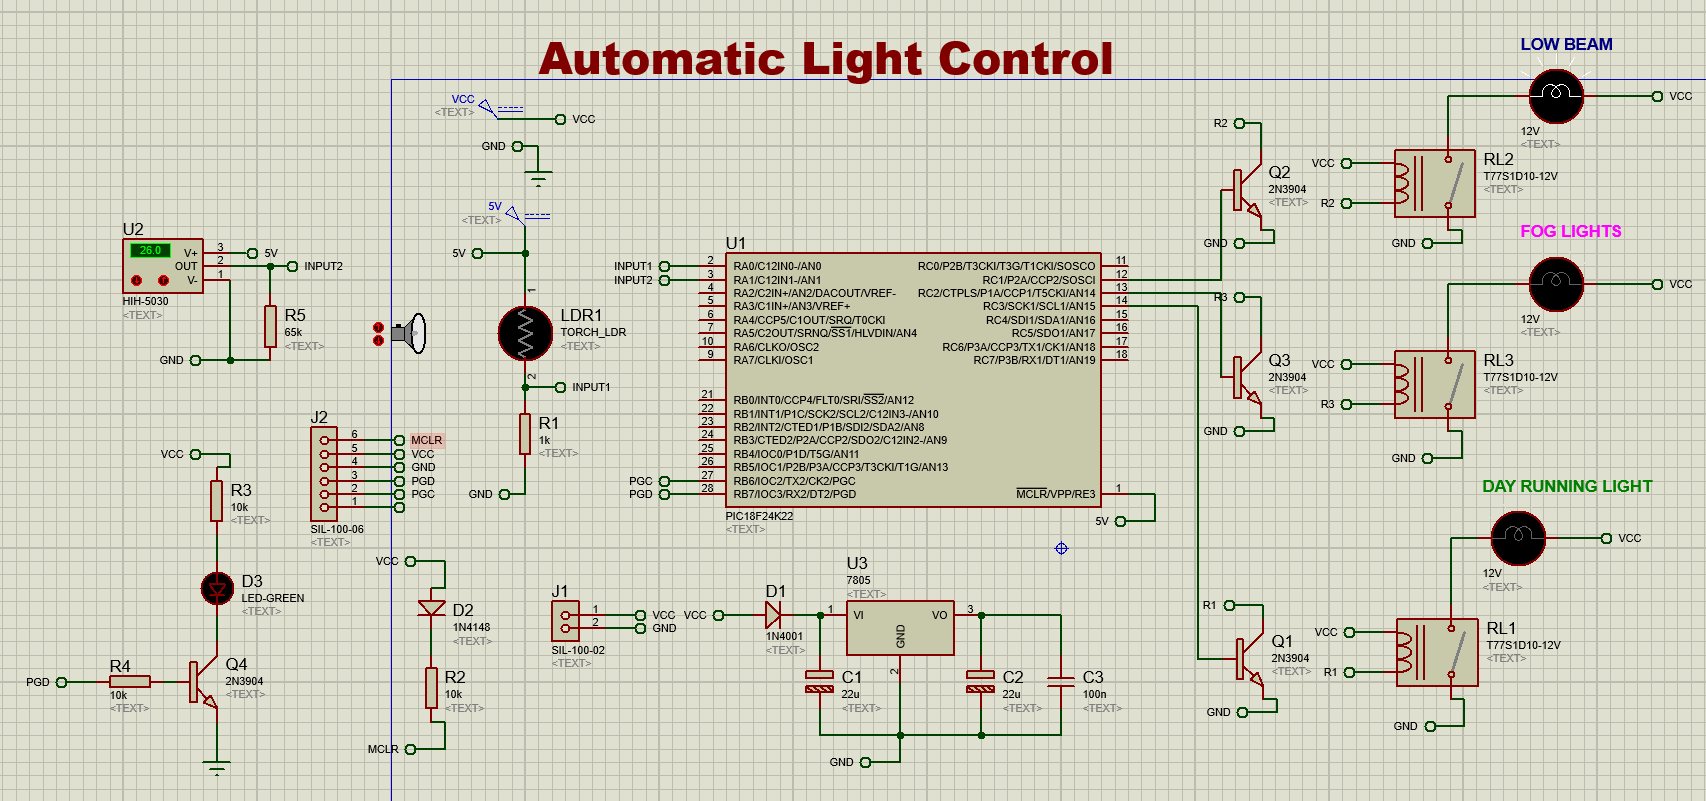 Automatic Light Control
LOW BEAM
VCC
<TEXT>
VCC
GND
5V
<TEXT>
5V
U2
26.0
V+
OUT
V-
3
2
1
5V
INPUT2
HIH-5030
<TEXT>
R5
65k
<TEXT>
GND
1
LDR1
TORCH_LDR
<TEXT>
2
INPUT1
R1
1k
<TEXT>
GND
U1
INPUT1
INPUT2
2
3
4
5
6
7
10
9
RA0/C12IN0-/AN0
RA1/C12IN1-/AN1
RA2/C2IN+/AN2/DACOUT/VREF-
RA3/C1IN+/AN3/VREF+
RA4/CCP5/C1OUT/SRQ/T0CKI
RA5/C2OUT/SRNQ/SS1/HLVDIN/AN4
RA6/CLKO/OSC2
RA7/CLKI/OSC1
21
22
23
24
25
26
27
28
RB0/INT0/CCP4/FLT0/SRI/SS2/AN12
RB1/INT1/P1C/SCK2/SCL2/C12IN3-/AN10
RB2/INT2/CTED1/P1B/SDI2/SDA2/AN8
RB3/CTED2/P2A/CCP2/SDO2/C12IN2-/AN9
RB4/IOC0/P1D/T5G/AN11
RB5/IOC1/P2B/P3A/CCP3/T3CKI/T1G/AN13
RB6/IOC2/TX2/CK2/PGC
RB7/IOC3/RX2/DT2/PGD
PGC
PGD
RC0/P2B/T3CKI/T3G/T1CKI/SOSCO
RC1/P2A/CCP2/SOSCI
RC2/CTPLS/P1A/CCP1/T5CKI/AN14
RC3/SCK1/SCL1/AN15
RC4/SDI1/SDA1/AN16
RC5/SDO1/AN17
RC6/P3A/CCP3/TX1/CK1/AN18
RC7/P3B/RX1/DT1/AN19
11
12
13
14
15
16
17
18
MCLR/VPP/RE3
1
5V
PIC18F24K22
<TEXT>
R2
Q2
2N3904
<TEXT>
GND
VCC
R2
RL2
T77S1D10-12V
<TEXT>
GND
12V
<TEXT>
VCC
FOG LIGHTS
R3
Q3
2N3904
<TEXT>
GND
VCC
R3
RL3
T77S1D10-12V
<TEXT>
GND
12V
<TEXT>
VCC
DAY RUNNING LIGHT
R1
Q1
2N3904
<TEXT>
GND
VCC
R1
RL1
T77S1D10-12V
<TEXT>
GND
12V
<TEXT>
VCC
J2
6
5
4
3
2
1
MCLR
VCC
GND
PGD
PGC
SIL-100-06
<TEXT>
VCC
R3
10k
<TEXT>
D3
LED-GREEN
<TEXT>
PGD
R4
10k
<TEXT>
Q4
2N3904
<TEXT>
VCC
D2
1N4148
<TEXT>
R2
10k
<TEXT>
MCLR
J1
1
2
VCC
GND
SIL-100-02
<TEXT>
VCC
D1
1N4001
<TEXT>
U3
7805
<TEXT>
1
VI
VO
3
GND
2
C1
22u
<TEXT>
C2
22u
<TEXT>
C3
100n
<TEXT>
GND